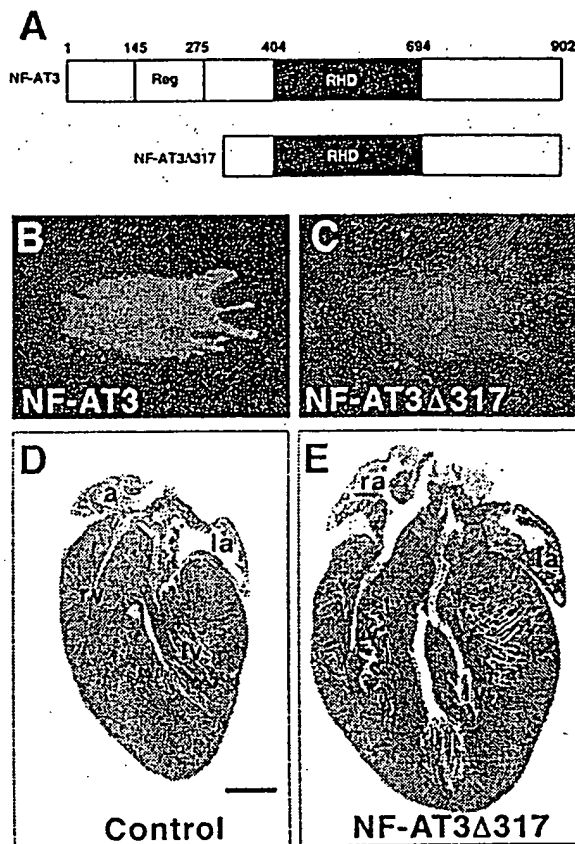 A
1 145 275 404 694 902
NF-AT3 Reg RHD
NF-AT3Δ317 RHD
B C
NF-AT3 NF-AT3Δ317
D E
a la ra la
lv
Control NF-AT3Δ317